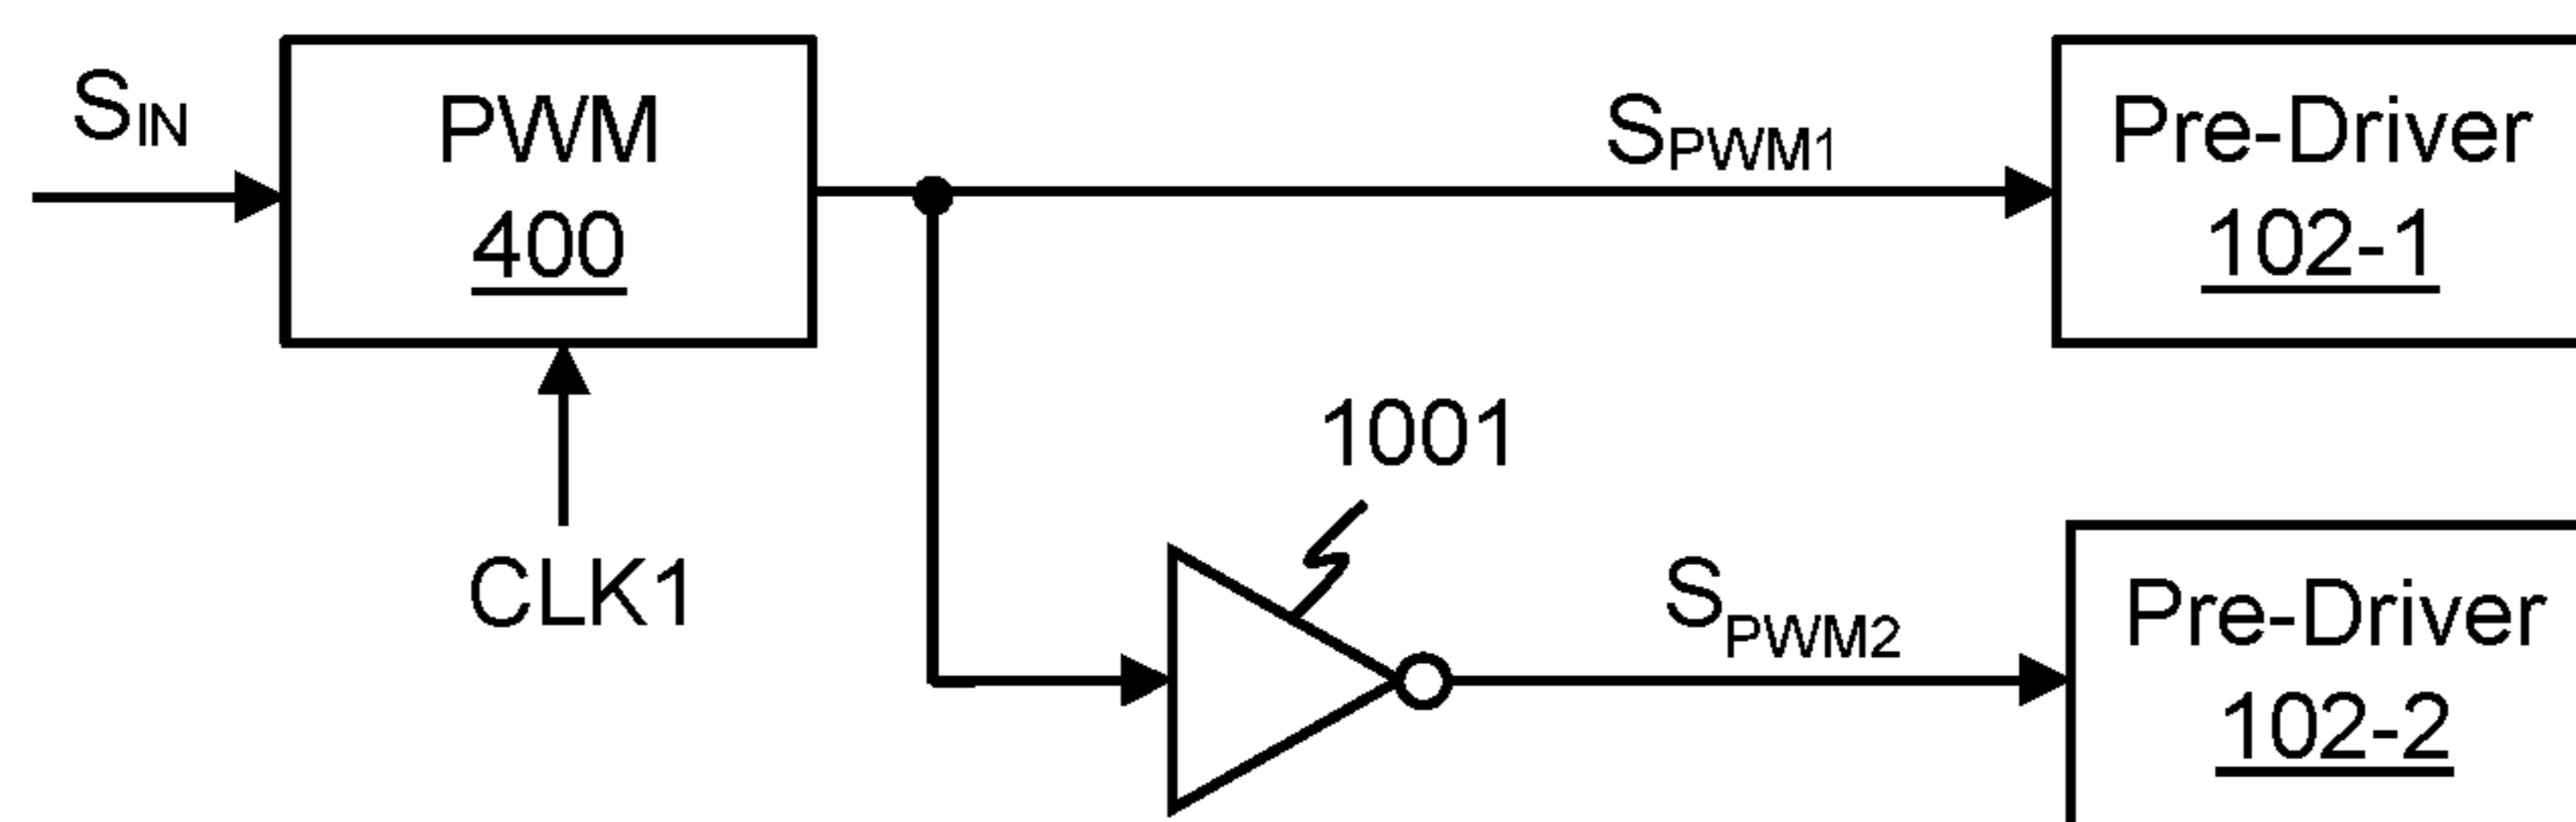 SIN
PWM
400
CLK1
SPWM1
Pre-Driver
102-1
1001
SPWM2
Pre-Driver
102-2